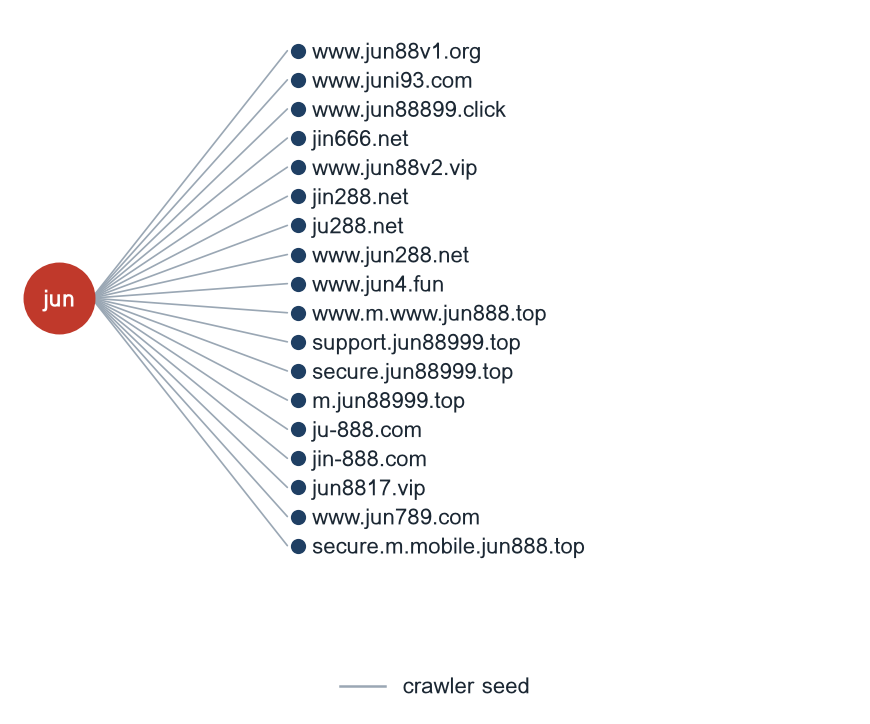 www.jun88v1.org
www.juni93.com
www.jun88899.click
jin666.net
www.jun88v2.vip
jin288.net
ju288.net
www.jun288.net
www.jun4.fun
jun
www.m.www.jun888.top
support.jun88999.top
secure.jun88999.top
m.jun88999.top
ju-888.com
jin-888.com
jun8817.vip
www.jun789.com
secure.m.mobile.jun888.top
crawler seed